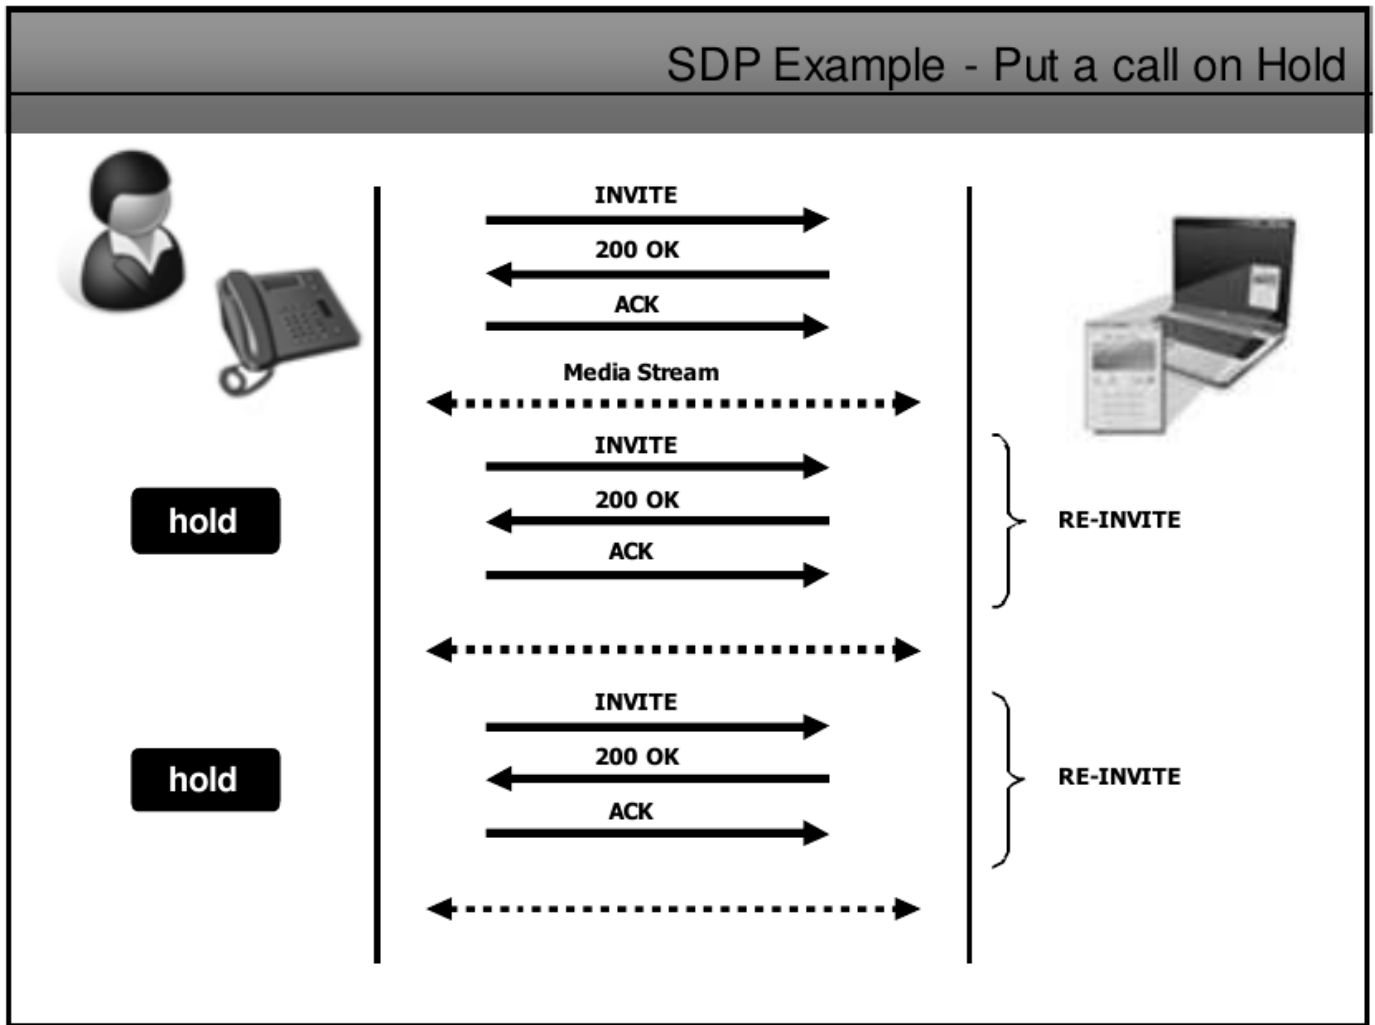 SDP Example - Put a call on Hold
INVITE
200 OK
ACK
Media Stream
INVITE
200 OK
hold
RE-INVITE
ACK
INVITE
200 OK
hold
RE-INVITE
ACK